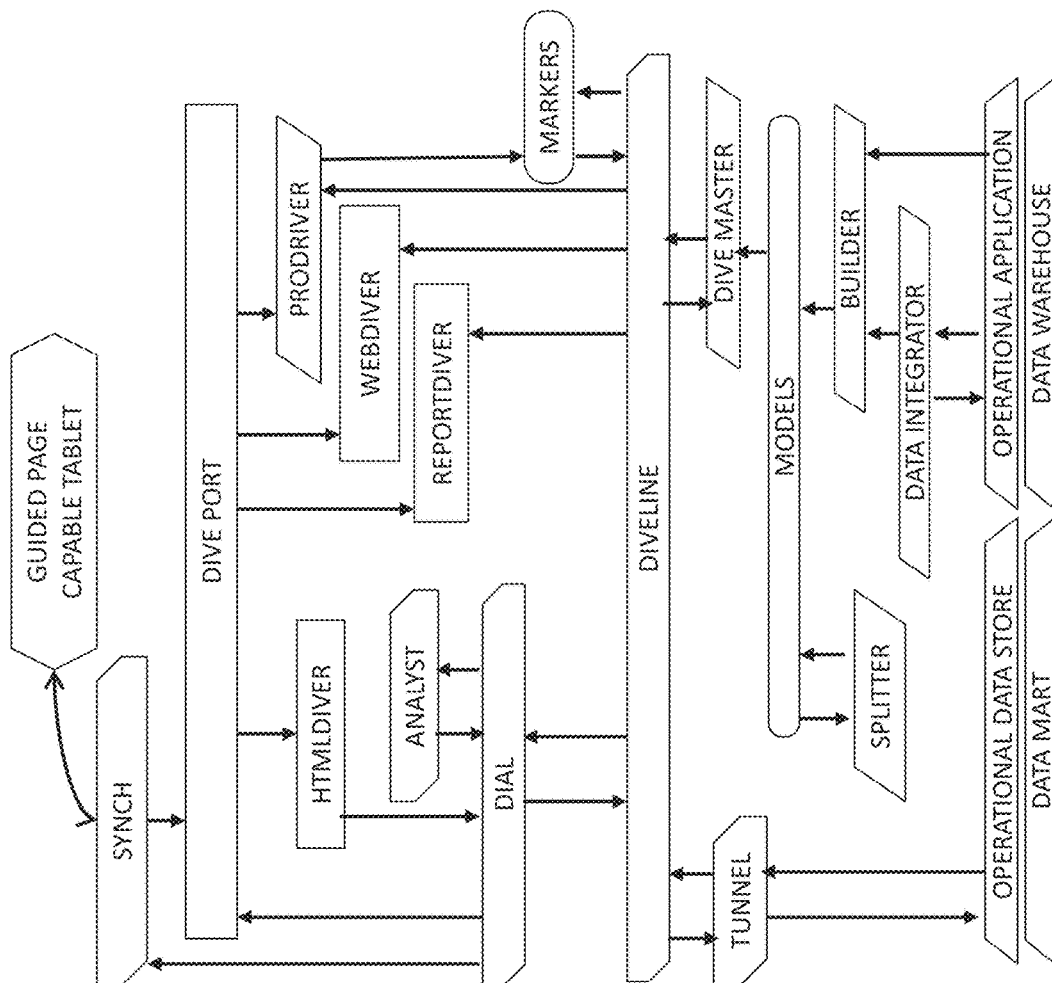 GUIDED PAGE
CAPABLE TABLET
SYNCH
DIVE PORT
HTMLDIVER
PRODRIVER
WEBDIVER
ANALYST
REPORTDIVER
DIAL
MARKERS
DIVELINE
TUNNEL
DIVE MASTER
MODELS
SPLITTER
BUILDER
DATA INTEGRATOR
OPERATIONAL DATA STORE
OPERATIONAL APPLICATION
DATA MART
DATA WAREHOUSE